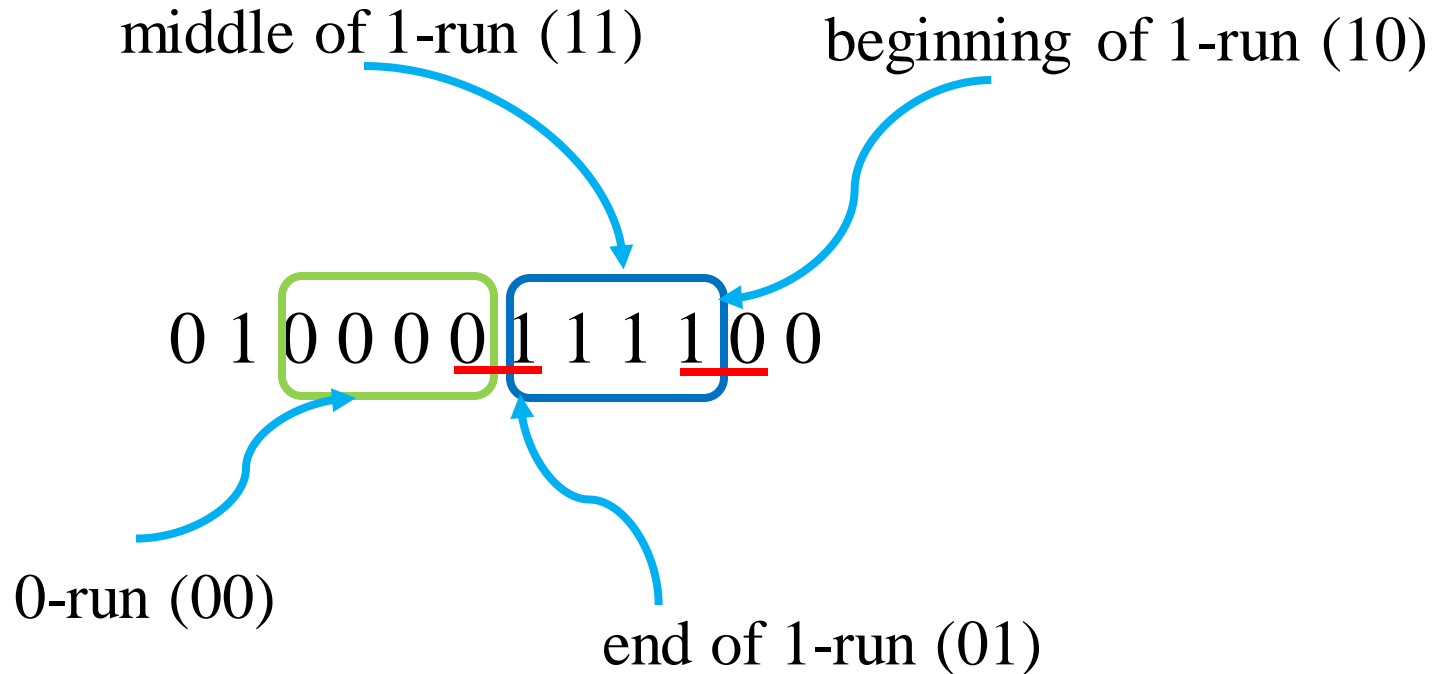 middle of 1-run (11)
beginning of 1-run (10)
0 1 0 0 0 0 1 1 1 1 0 0
0-run (00)
end of 1-run (01)